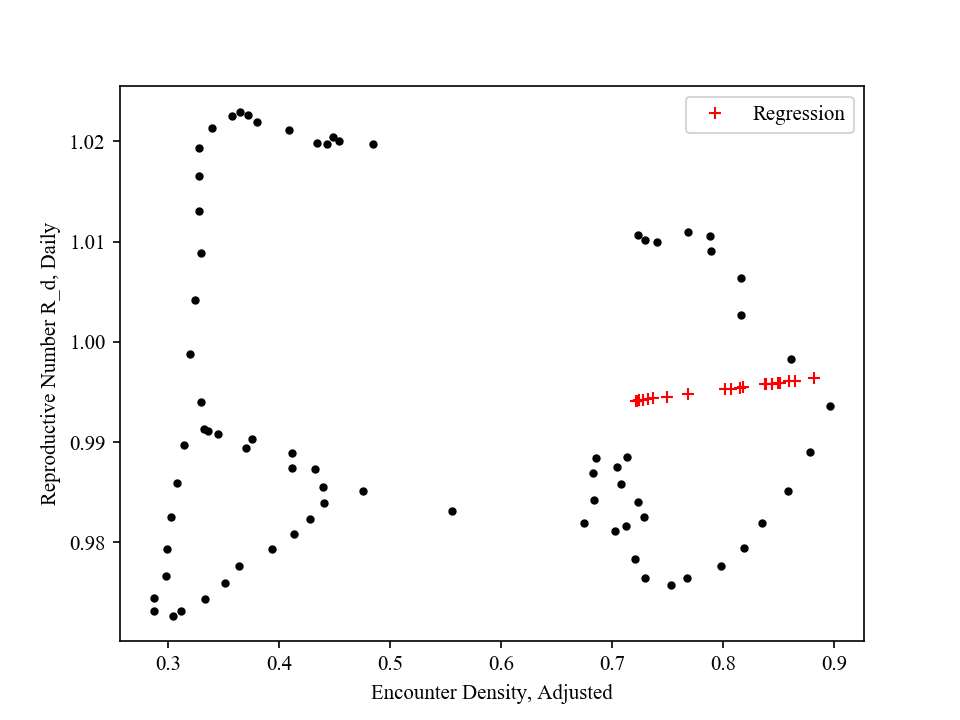 Regression
1.02
1.01
1.00
0.99
0.98
Reproductive Number R_d, Daily
0.3 0.4 0.5 0.6 0.7 0.8 0.9
Encounter Density, Adjusted